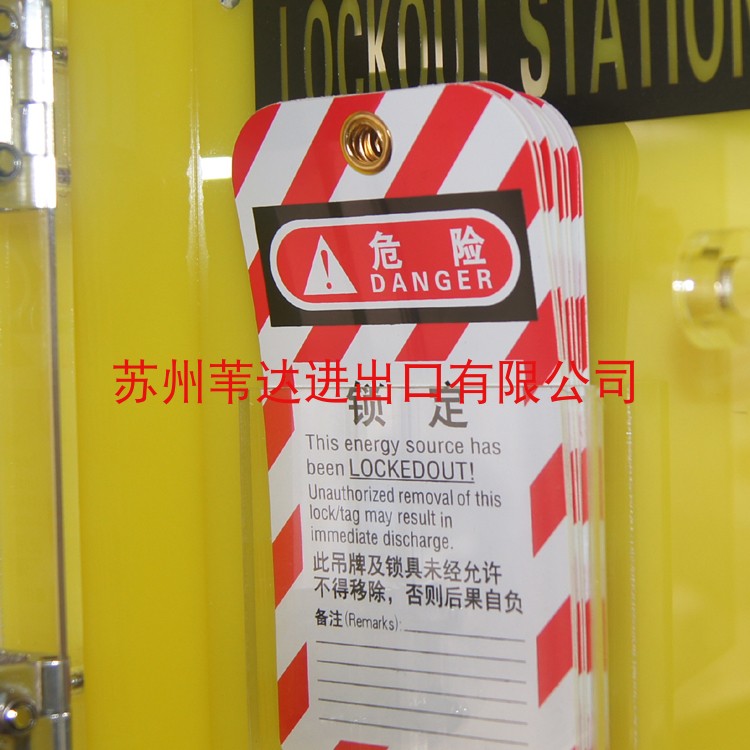 LOCKOUT STATION
危 险
DANGER
苏州苇达进出口有限公司
锁 定
This energy source has
been LOCKEDOUT!
Unauthorized removal of this
lock/tag may result in
immediate discharge.
此吊牌及锁具未经允许
不得移除，否则后果自负
备注(Remarks):